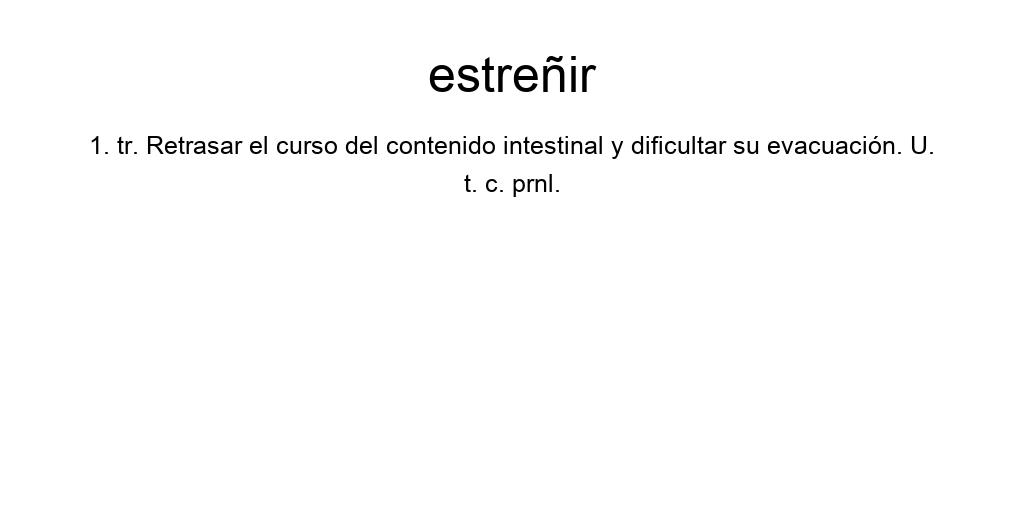 estreñir
1. tr. Retrasar el curso del contenido intestinal y dificultar su evacuación. U.
t. c. prnl.